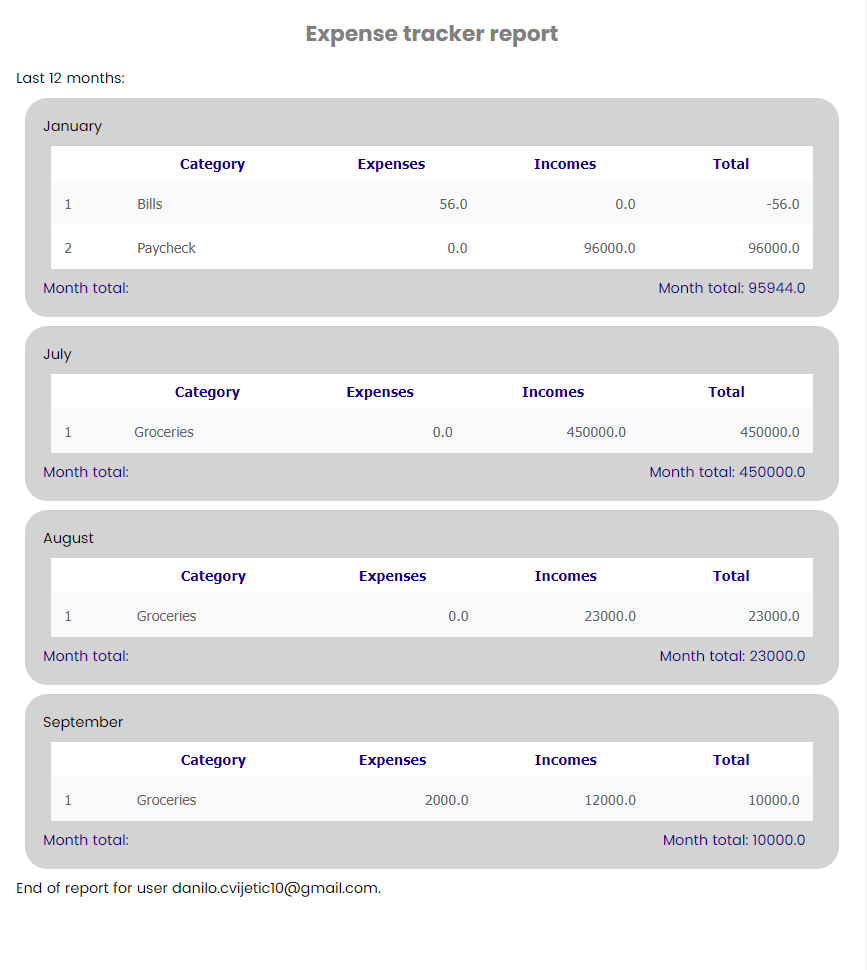 Expense tracker report
Last 12 months:
January
Category Expenses Incomes Total
1 Bills 56.0 0.0 -56.0
2 Paycheck 0.0 96000.0 96000.0
Month total: Month total: 95944.0
July
Category Expenses Incomes Total
1 Groceries 0.0 450000.0 450000.0
Month total: Month total: 450000.0
August
Category Expenses Incomes Total
1 Groceries 0.0 23000.0 23000.0
Month total: Month total: 23000.0
September
Category Expenses Incomes Total
1 Groceries 2000.0 12000.0 10000.0
Month total: Month total: 10000.0
End of report for user danilo.cvijetic10@gmail.com.